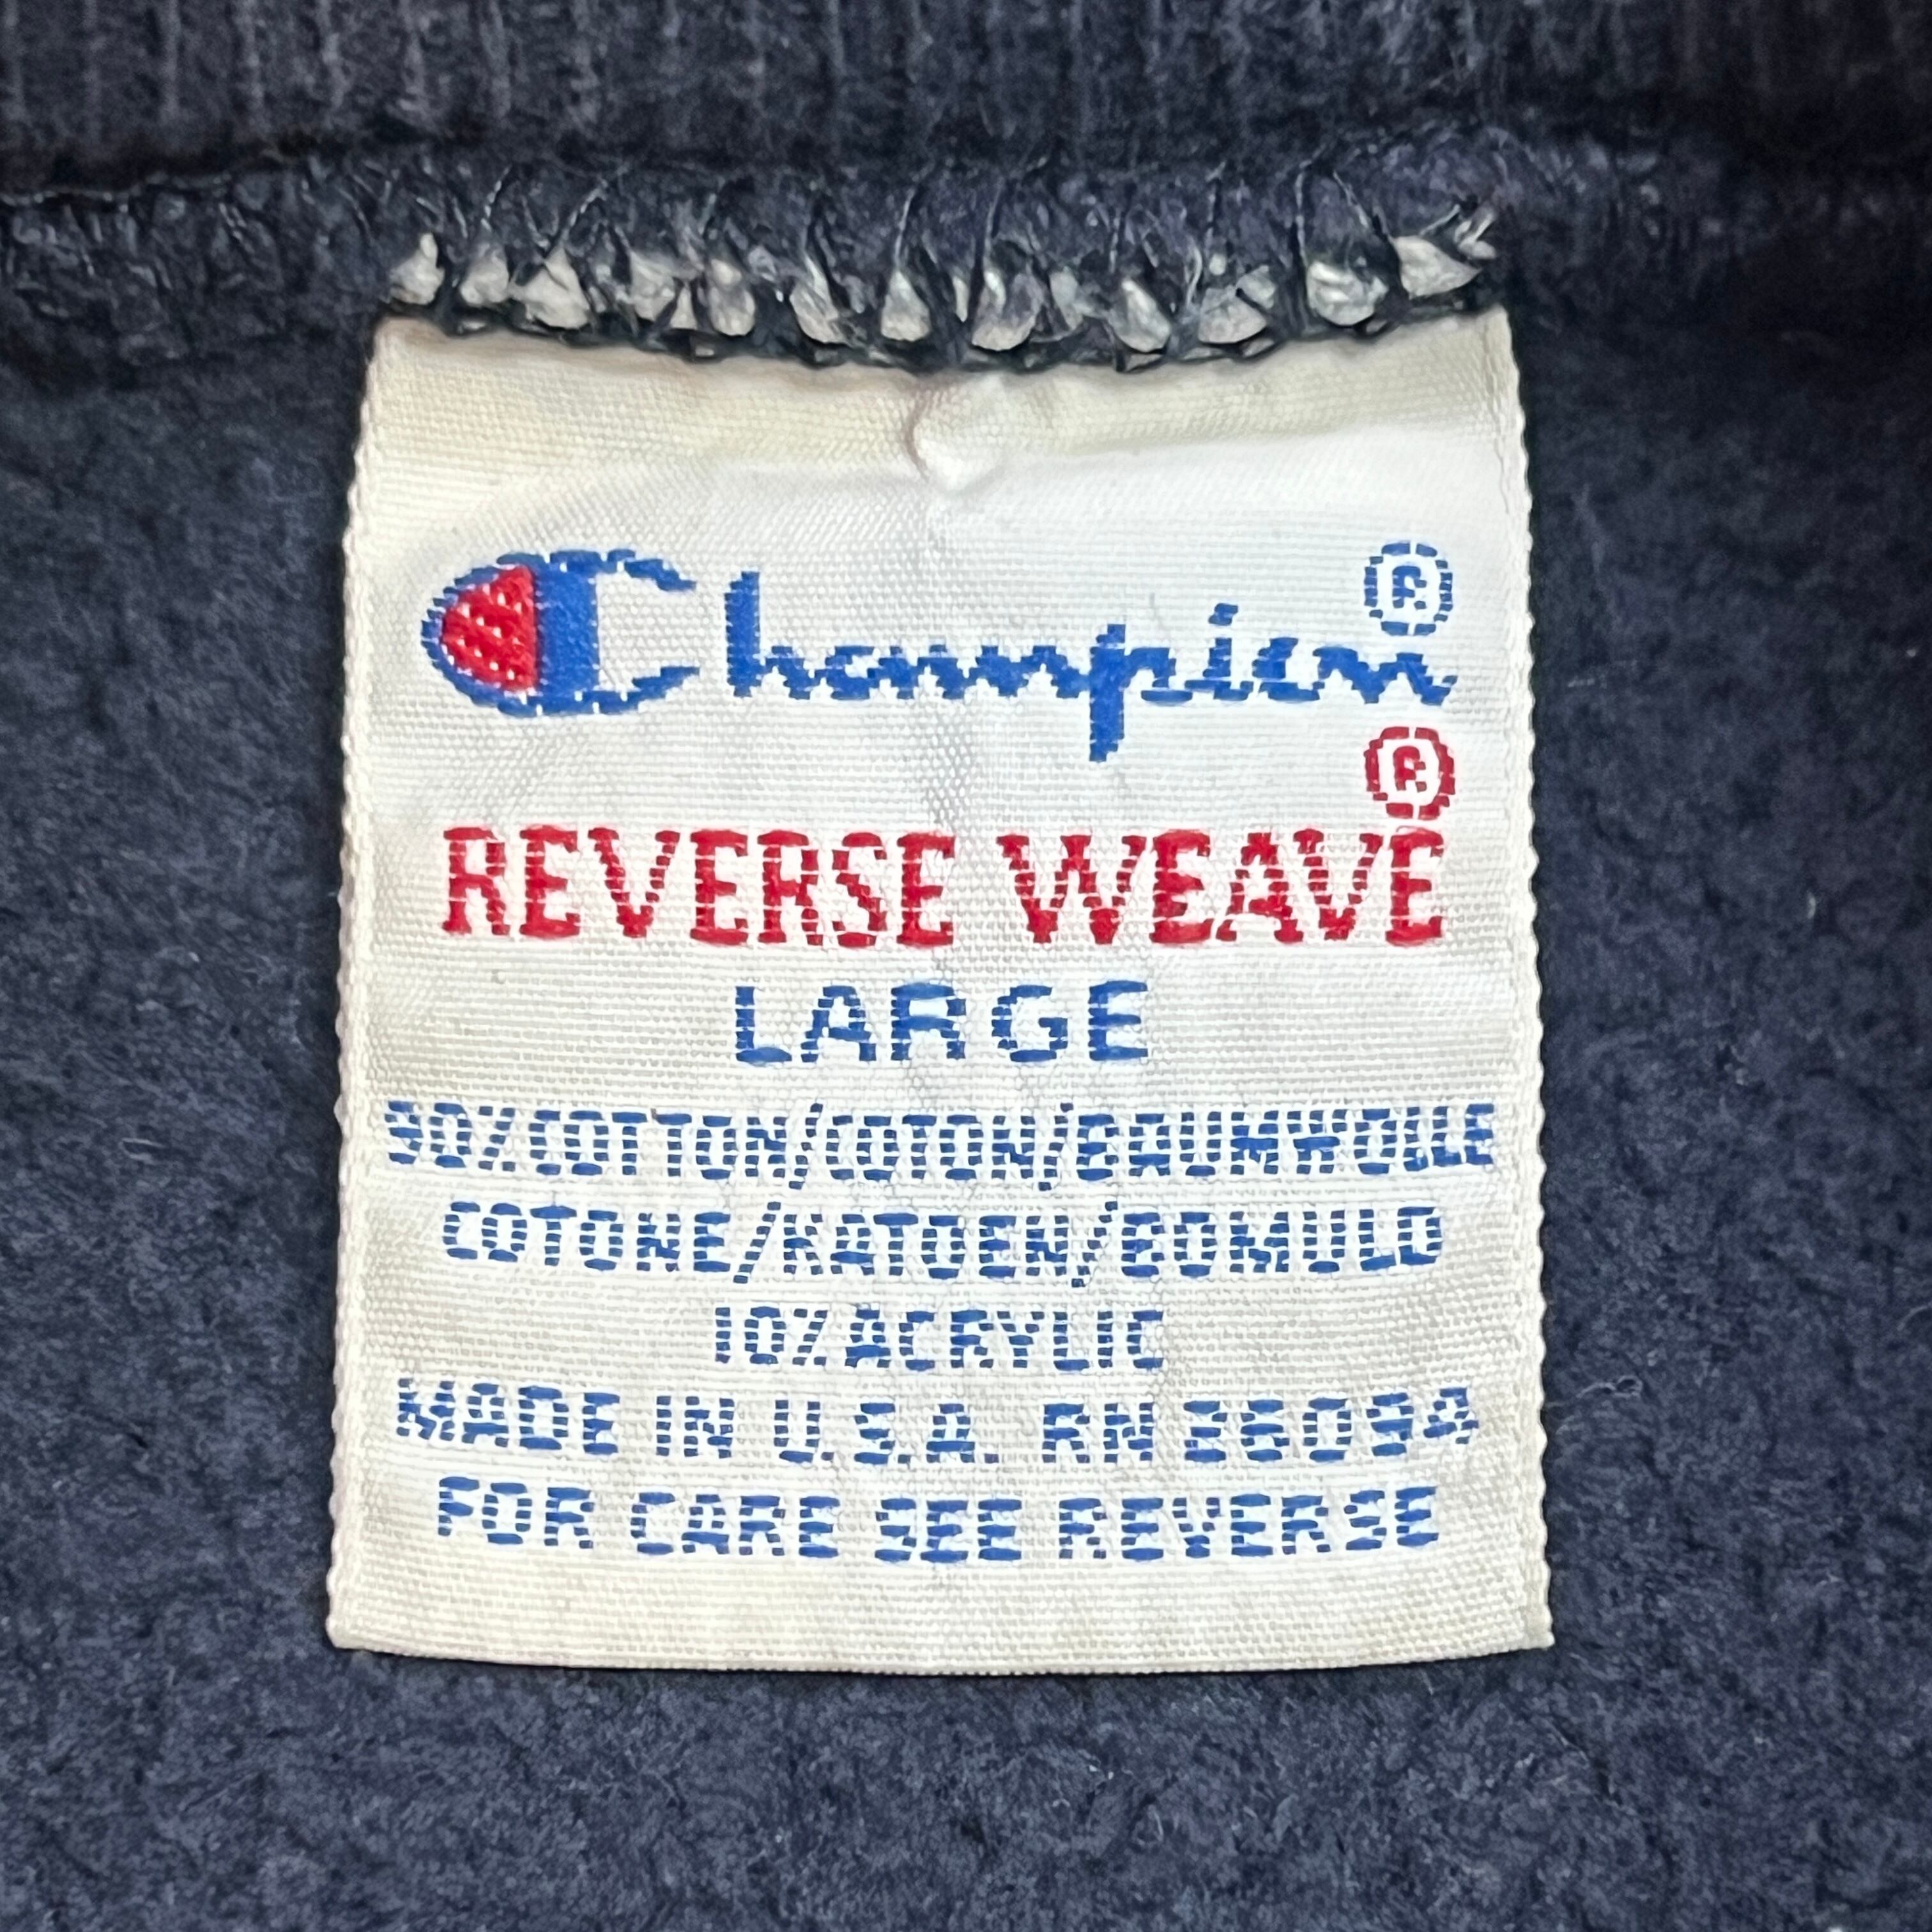 Champion®
REVERSE WEAVE®
LARGE
90% COTTON/COTON/BAUMWOLLE
COTONE/KATOEN/BOMULD
10% ACRYLIC
MADE IN U.S.A. RN 26094
FOR CARE SEE REVERSE